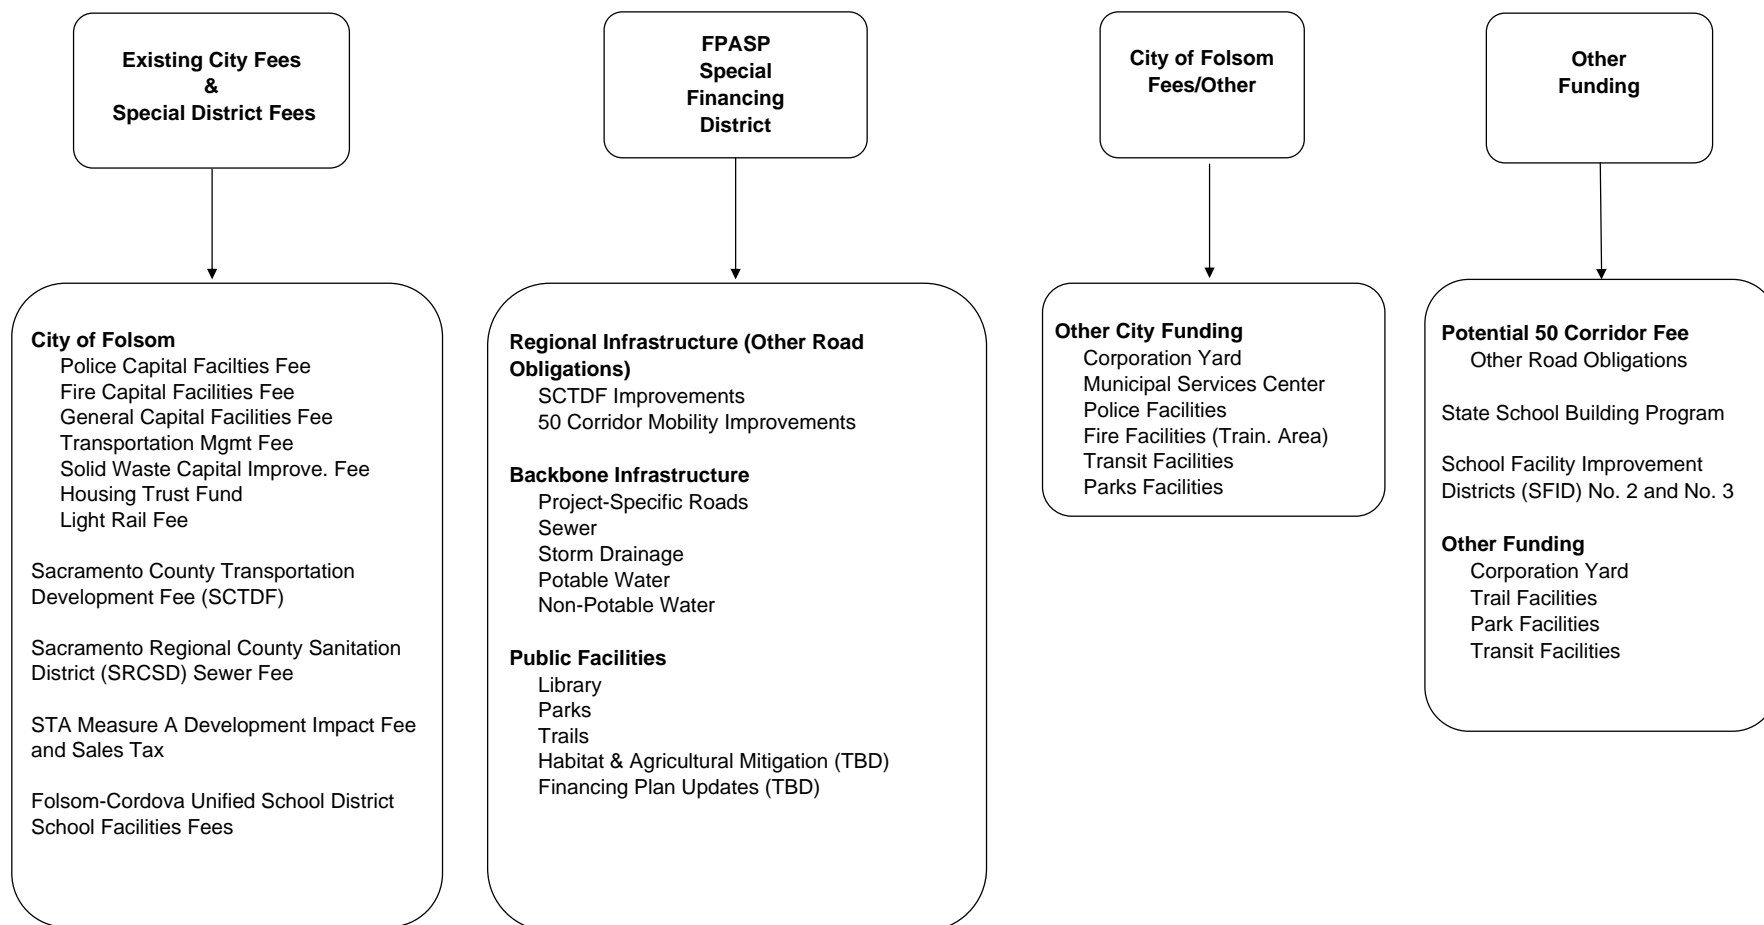 Existing City Fees
&
Special District Fees
FPASP
Special
Financing
District
City of Folsom
Fees/Other
Other
Funding
City of Folsom
Police Capital Facilties Fee
Fire Capital Facilities Fee
General Capital Facilities Fee
Transportation Mgmt Fee
Solid Waste Capital Improve. Fee
Housing Trust Fund
Light Rail Fee
Sacramento County Transportation
Development Fee (SCTDF)
Sacramento Regional County Sanitation
District (SRCSD) Sewer Fee
STA Measure A Development Impact Fee
and Sales Tax
Folsom-Cordova Unified School District
School Facilities Fees
Regional Infrastructure (Other Road
Obligations)
SCTDF Improvements
50 Corridor Mobility Improvements
Backbone Infrastructure
Project-Specific Roads
Sewer
Storm Drainage
Potable Water
Non-Potable Water
Public Facilities
Library
Parks
Trails
Habitat & Agricultural Mitigation (TBD)
Financing Plan Updates (TBD)
Other City Funding
Corporation Yard
Municipal Services Center
Police Facilities
Fire Facilities (Train. Area)
Transit Facilities
Parks Facilities
Potential 50 Corridor Fee
Other Road Obligations
State School Building Program
School Facility Improvement
Districts (SFID) No. 2 and No. 3
Other Funding
Corporation Yard
Trail Facilities
Park Facilities
Transit Facilities